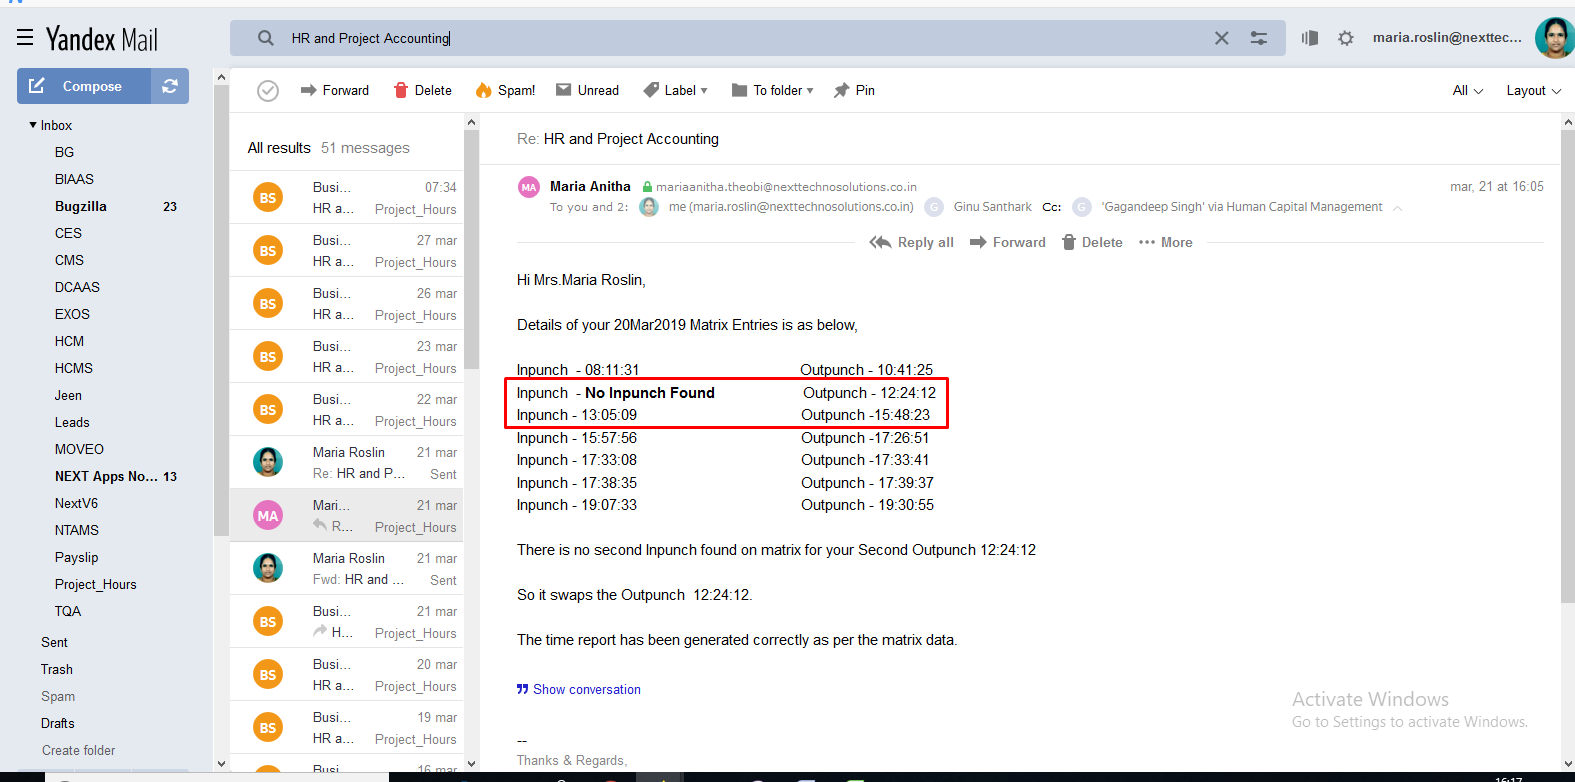 Yandex Mail
HR and Project Accounting
maria.roslin@nexttec...
Compose
Forward
Delete
Spam!
Unread
Label
To folder
Pin
All
Layout
Inbox
BG
BIAAS
Bugzilla 23
CES
CMS
DCAAS
EXOS
HCM
HCMS
Jeen
Leads
MOVEO
NEXT Apps No... 13
NextV6
NTAMS
Payslip
Project_Hours
TQA
Sent
Trash
Spam
Drafts
Create folder
All results 51 messages
BS Busi... 07:34
HR a... Project_Hours
BS Busi... 27 mar
HR a... Project_Hours
BS Busi... 26 mar
HR a... Project_Hours
BS Busi... 23 mar
HR a... Project_Hours
BS Busi... 22 mar
HR a... Project_Hours
Maria Roslin 21 mar
Re: HR and P... Sent
MA Mari... 21 mar
R... Project_Hours
Maria Roslin 21 mar
Fwd: HR and ... Sent
BS Busi... 21 mar
H... Project_Hours
BS Busi... 20 mar
HR a... Project_Hours
BS Busi... 19 mar
HR a... Project_Hours
Busi... 16 mar
Re: HR and Project Accounting
MA Maria Anitha mariaanitha.theobi@nexttechnosolutions.co.in mar, 21 at 16:05
To you and 2: me (maria.roslin@nexttechnosolutions.co.in) G Ginu Santhark Cc: G 'Gagandeep Singh' via Human Capital Management
Reply all Forward Delete ••• More
Hi Mrs.Maria Roslin,
Details of your 20Mar2019 Matrix Entries is as below,
Inpunch - 08:11:31 Outpunch - 10:41:25
Inpunch - No Inpunch Found Outpunch - 12:24:12
Inpunch - 13:05:09 Outpunch -15:48:23
Inpunch - 15:57:56 Outpunch -17:26:51
Inpunch - 17:33:08 Outpunch -17:33:41
Inpunch - 17:38:35 Outpunch - 17:39:37
Inpunch - 19:07:33 Outpunch - 19:30:55
There is no second Inpunch found on matrix for your Second Outpunch 12:24:12
So it swaps the Outpunch 12:24:12.
The time report has been generated correctly as per the matrix data.
Show conversation
--
Thanks & Regards,
Activate Windows
Go to Settings to activate Windows.